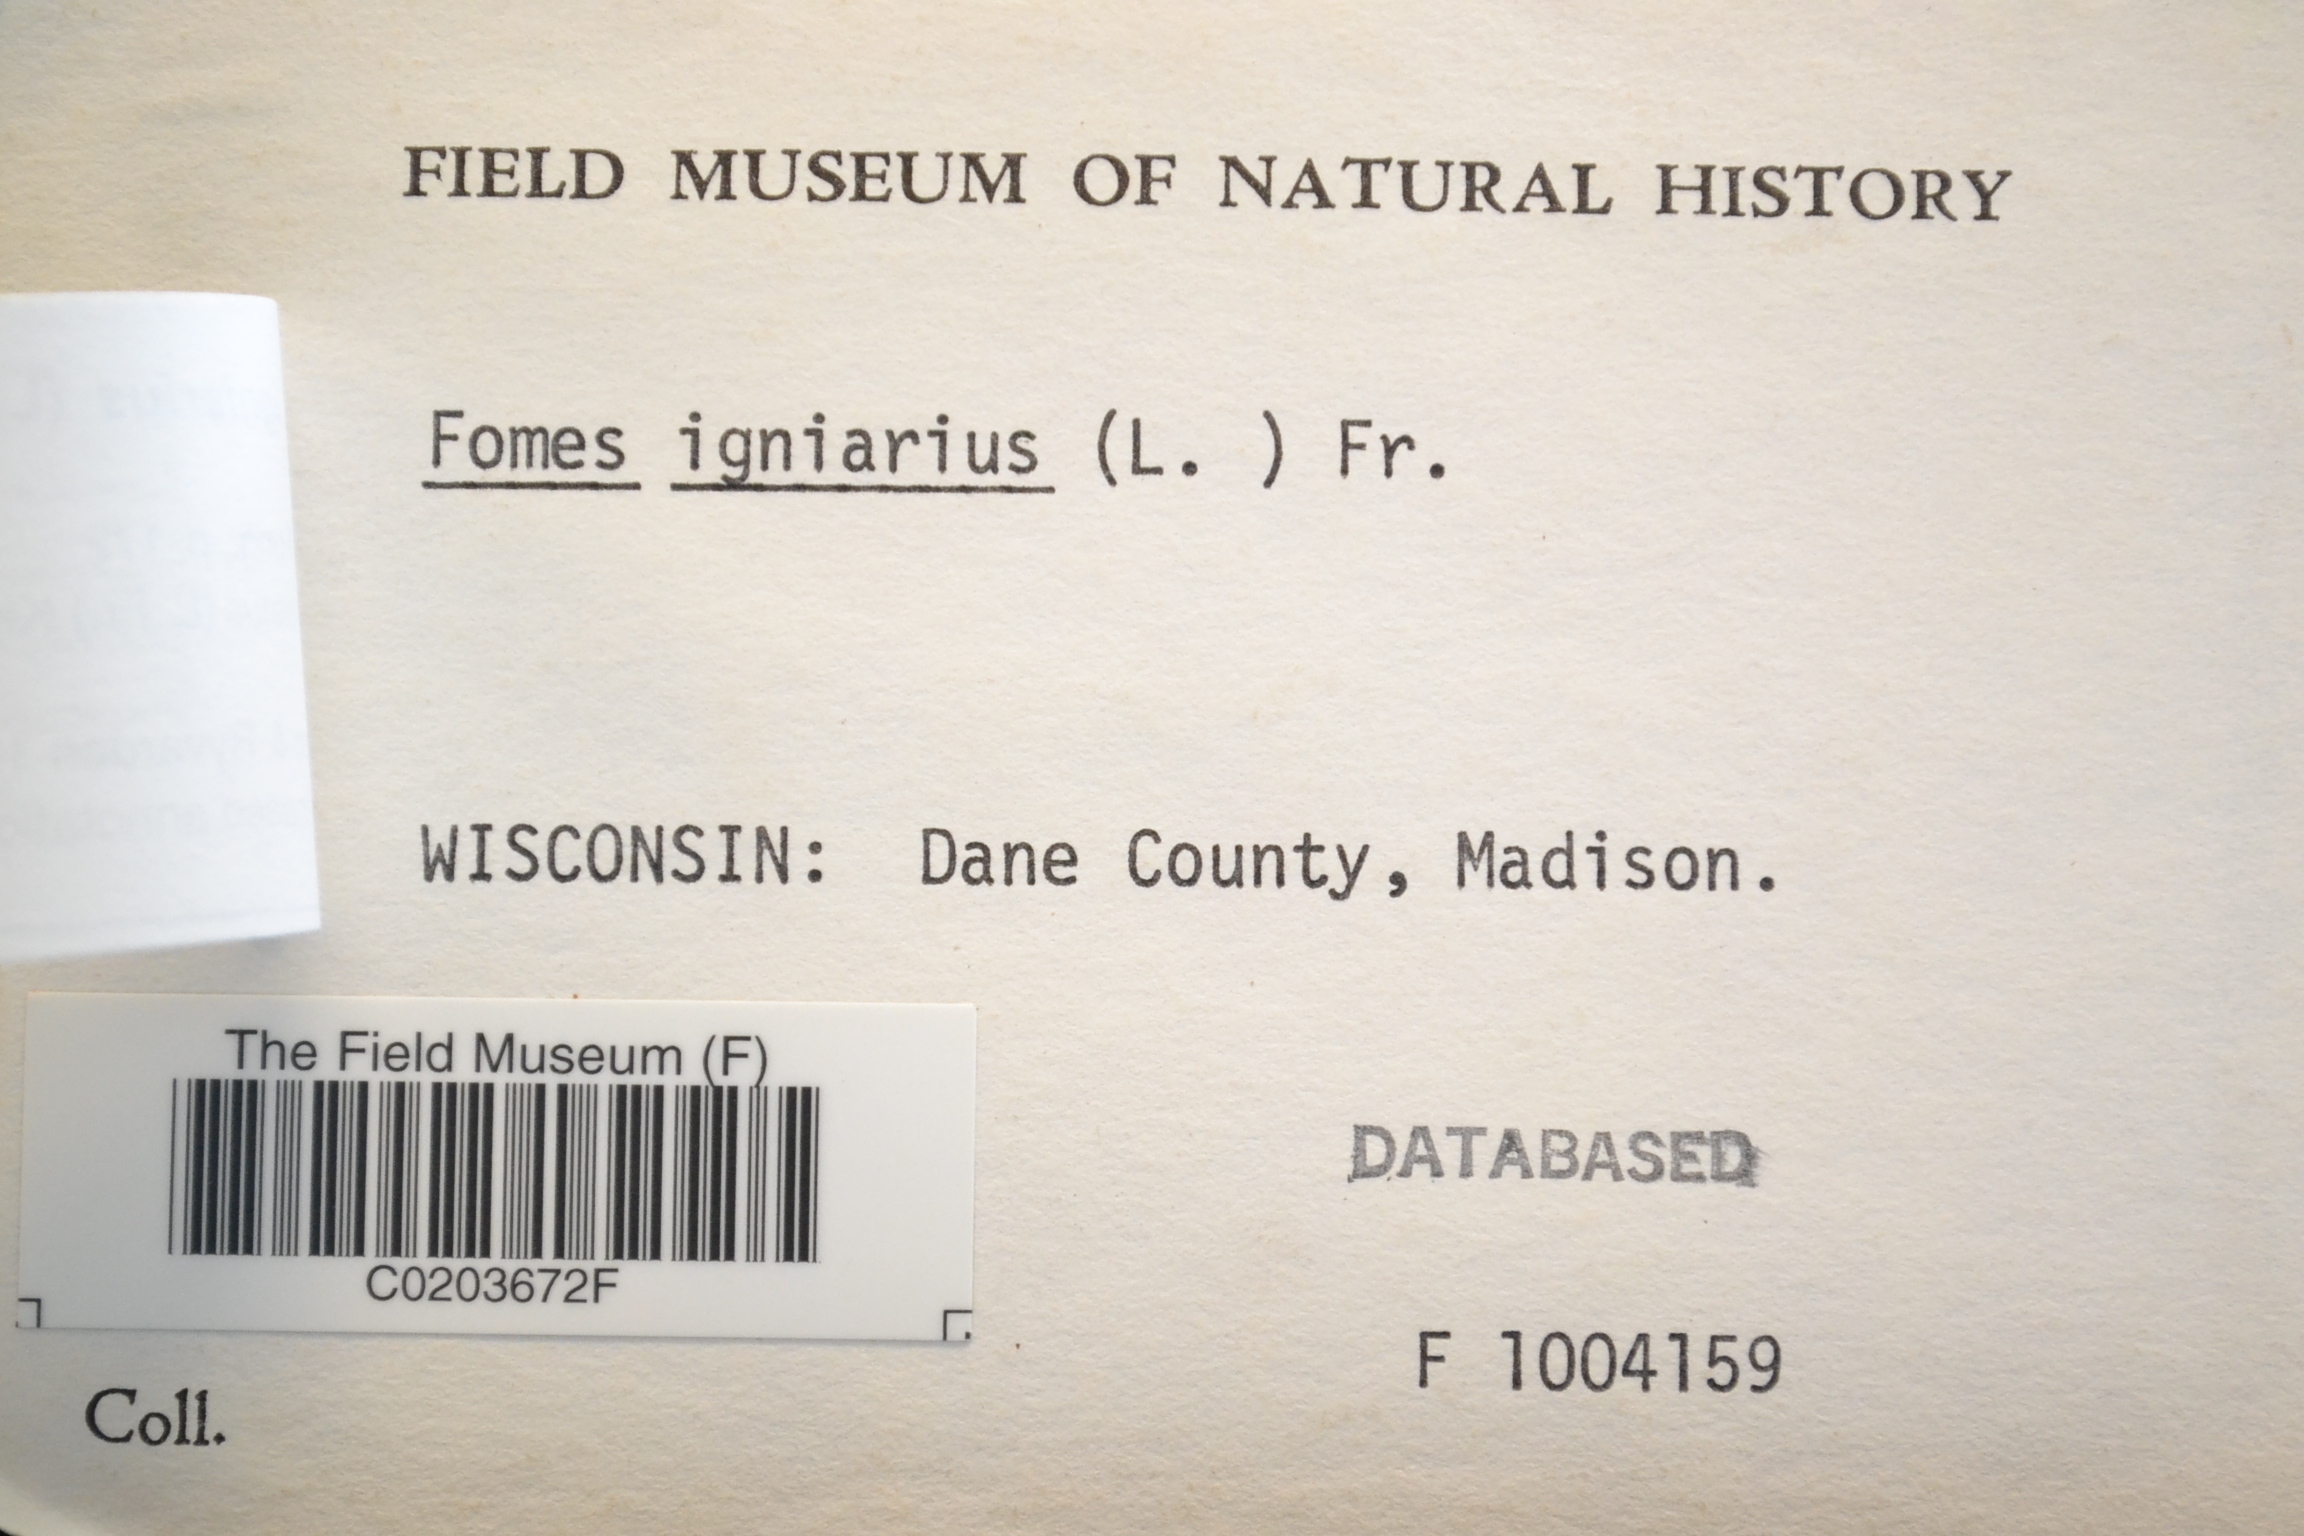 FIELD MUSEUM OF NATURAL HISTORY
Fomes igniarius (L. ) Fr.
WISCONSIN: Dane County, Madison.
The Field Museum (F)
C0203672F
DATABASED
F 1004159
Coll.